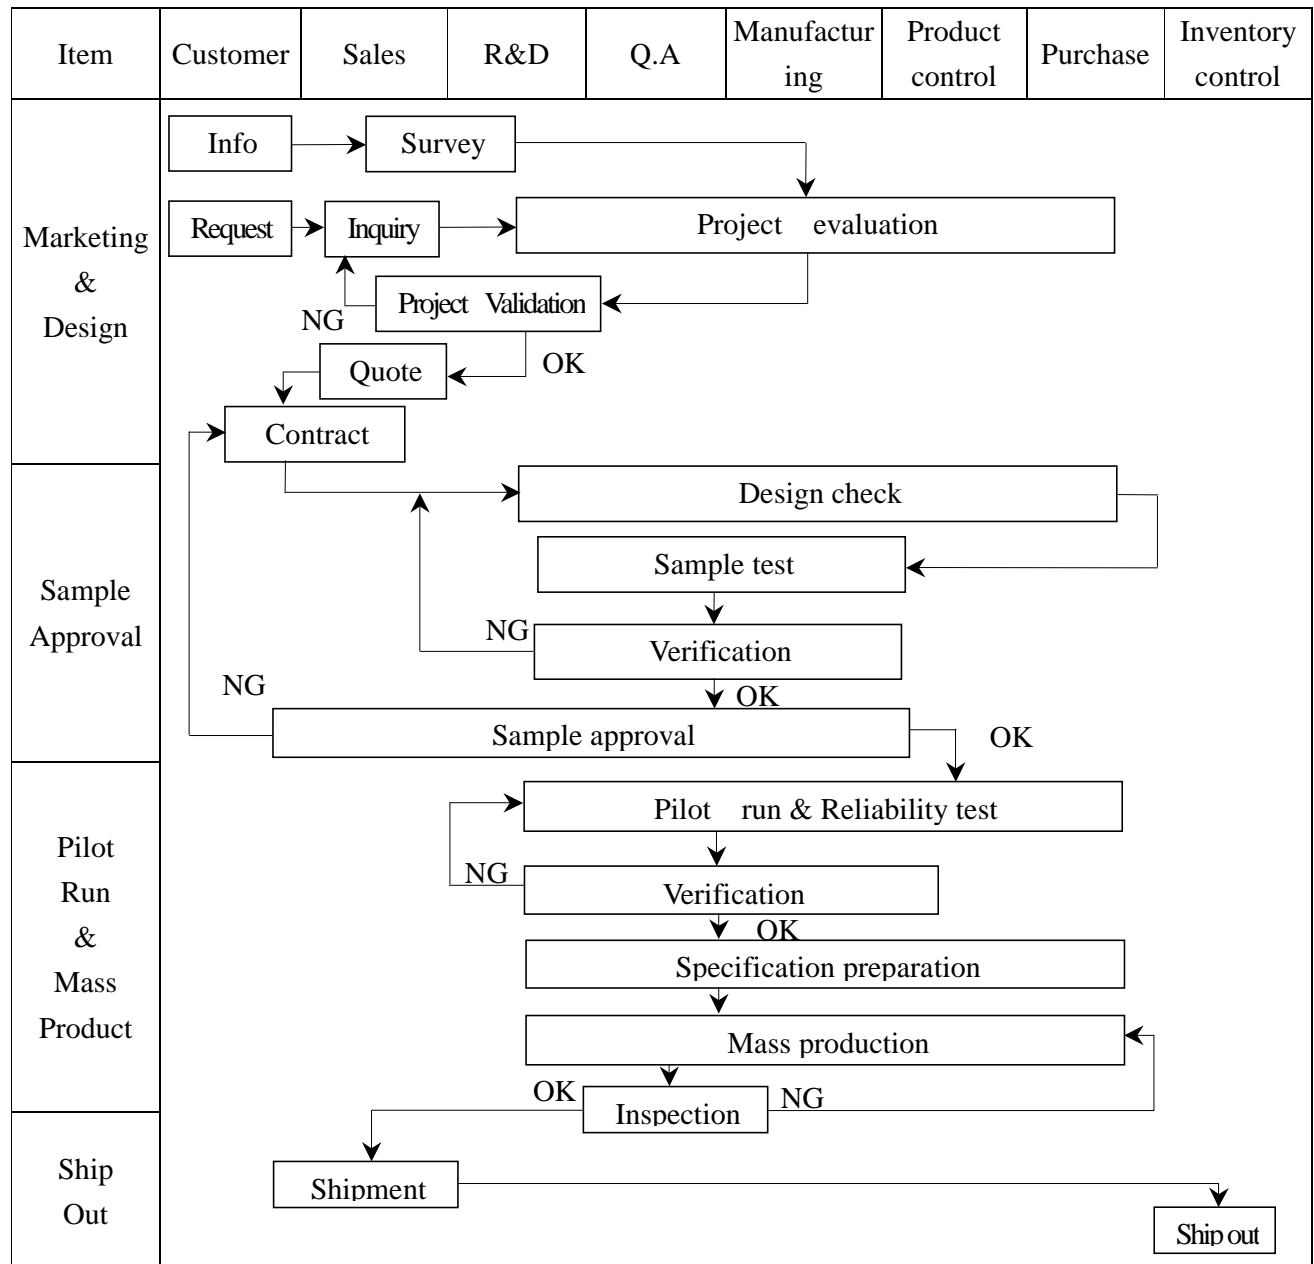 Item
Customer
Sales
R&D
Q.A
Manufactur
ing
Product
control
Purchase
Inventory
control
Marketing
&
Design
Info
Survey
Request
Inquiry
Project evaluation
Project Validation
NG
OK
Quote
Contract
Sample
Approval
Design check
Sample test
NG
Verification
OK
NG
Sample approval
OK
Pilot
Run
&
Mass
Product
Pilot run & Reliability test
NG
Verification
OK
Specification preparation
Mass production
OK
Inspection
NG
Ship
Out
Shipment
Ship out